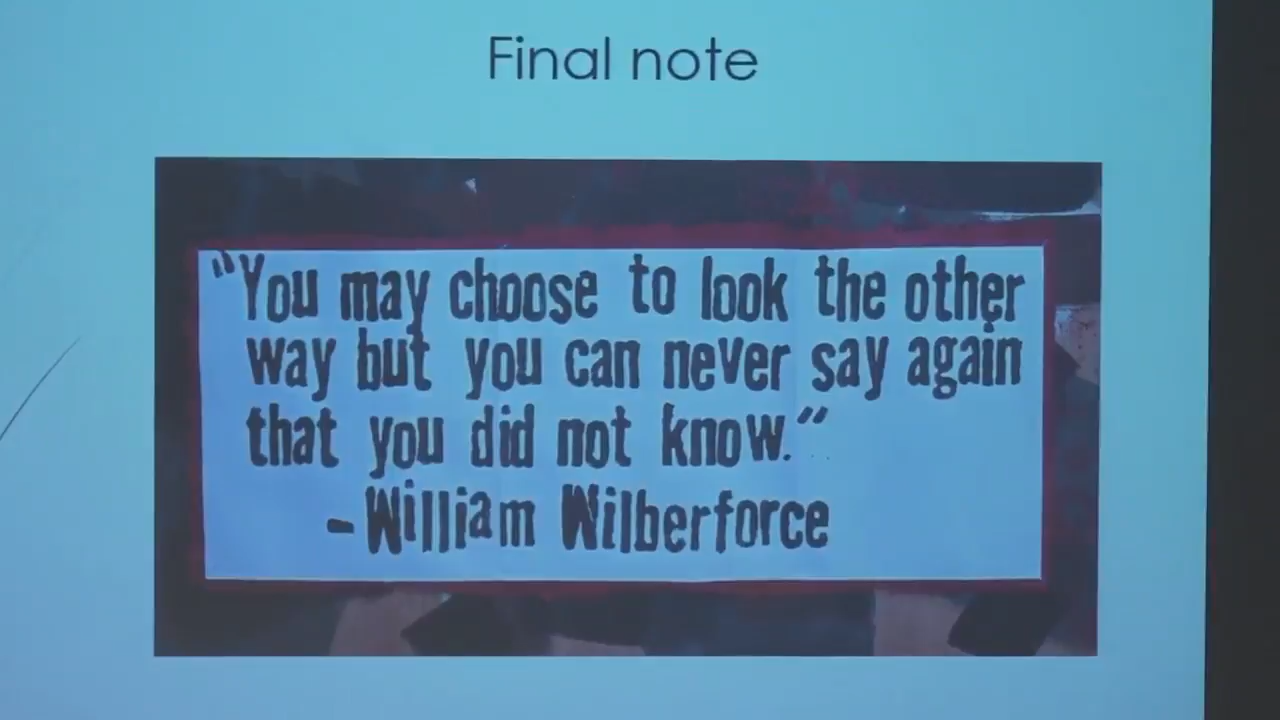 Final note
"You may choose to look the other
way but you can never say again
that you did not know."
-William Wilberforce